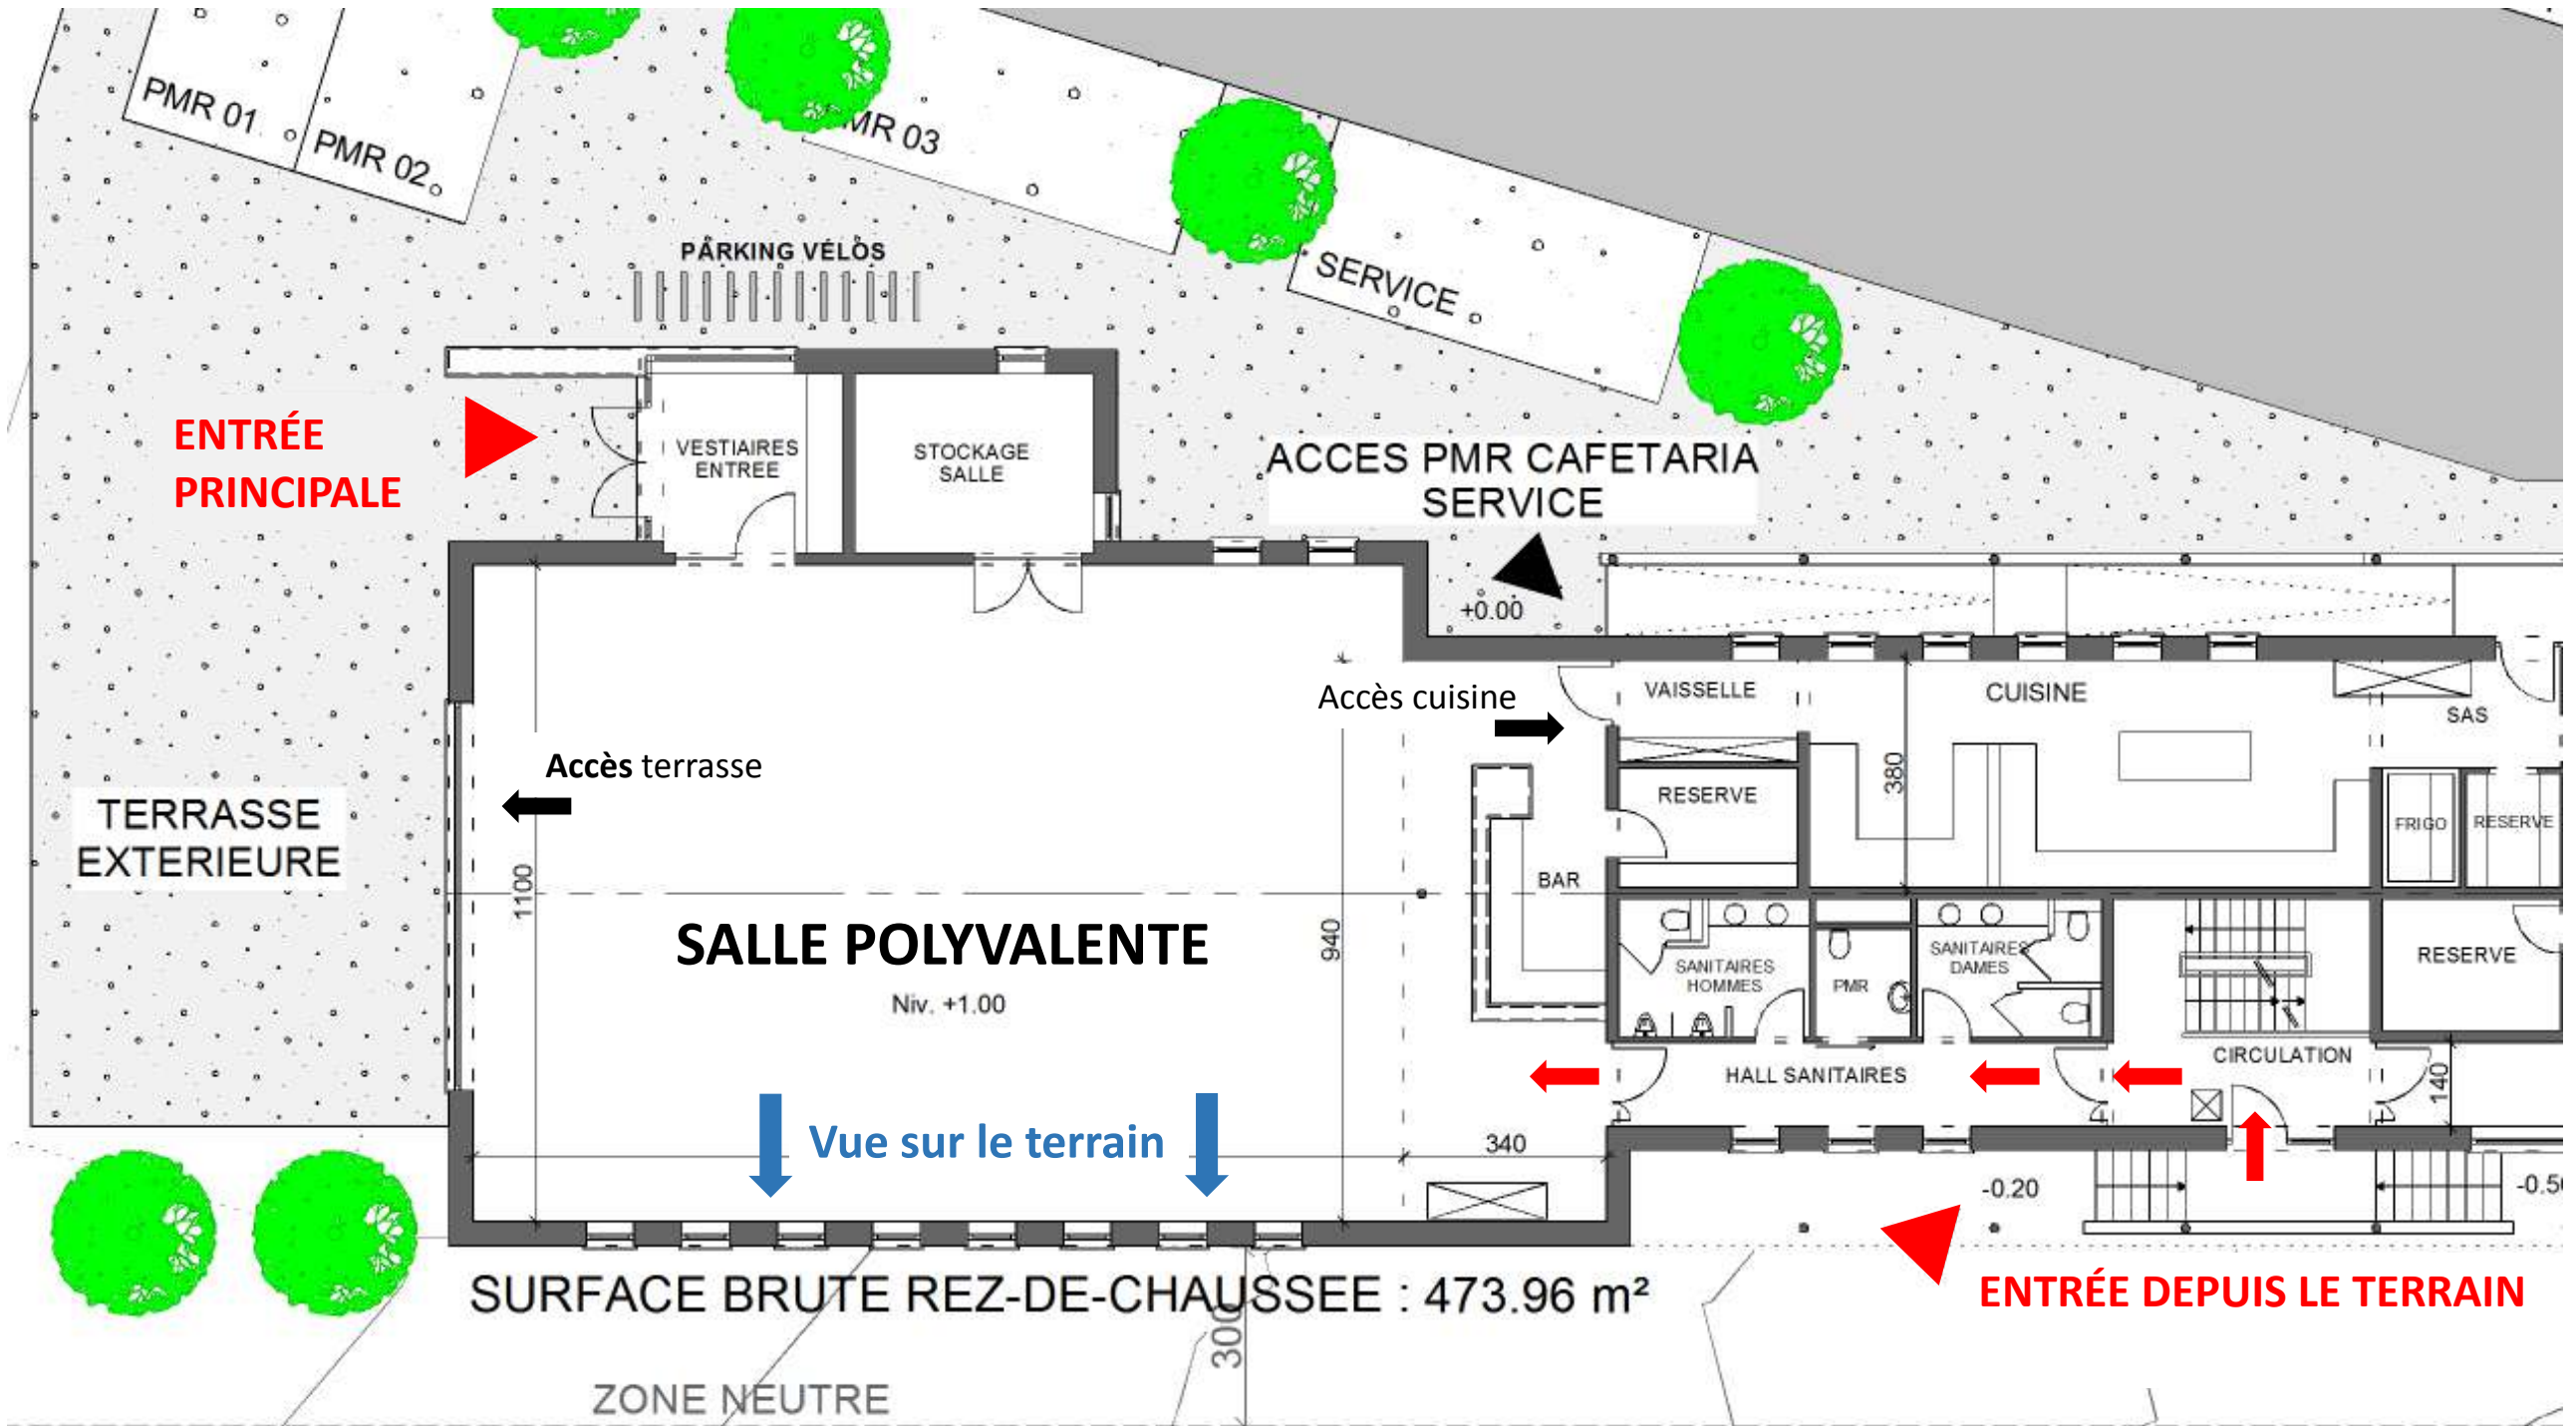 PMR 01
PMR 02
MR 03
PARKING VÉLOS
SERVICE
ENTRÉE
PRINCIPALE
VESTIAIRES
ENTREE
STOCKAGE
SALLE
ACCES PMR CAFETARIA
SERVICE
+0.00
Accès cuisine
VAISSELLE
CUISINE
SAS
Accès terrasse
380
RESERVE
FRIGO
RESERVE
TERRASSE
EXTERIEURE
1100
BAR
940
SALLE POLYVALENTE
Niv. +1.00
SANITAIRES
HOMMES
PMR
SANITAIRES
DAMES
RESERVE
HALL SANITAIRES
CIRCULATION
140
Vue sur le terrain
340
-0.20
-0.50
SURFACE BRUTE REZ-DE-CHAUSSEE : 473.96 m²
ENTRÉE DEPUIS LE TERRAIN
300
ZONE NEUTRE